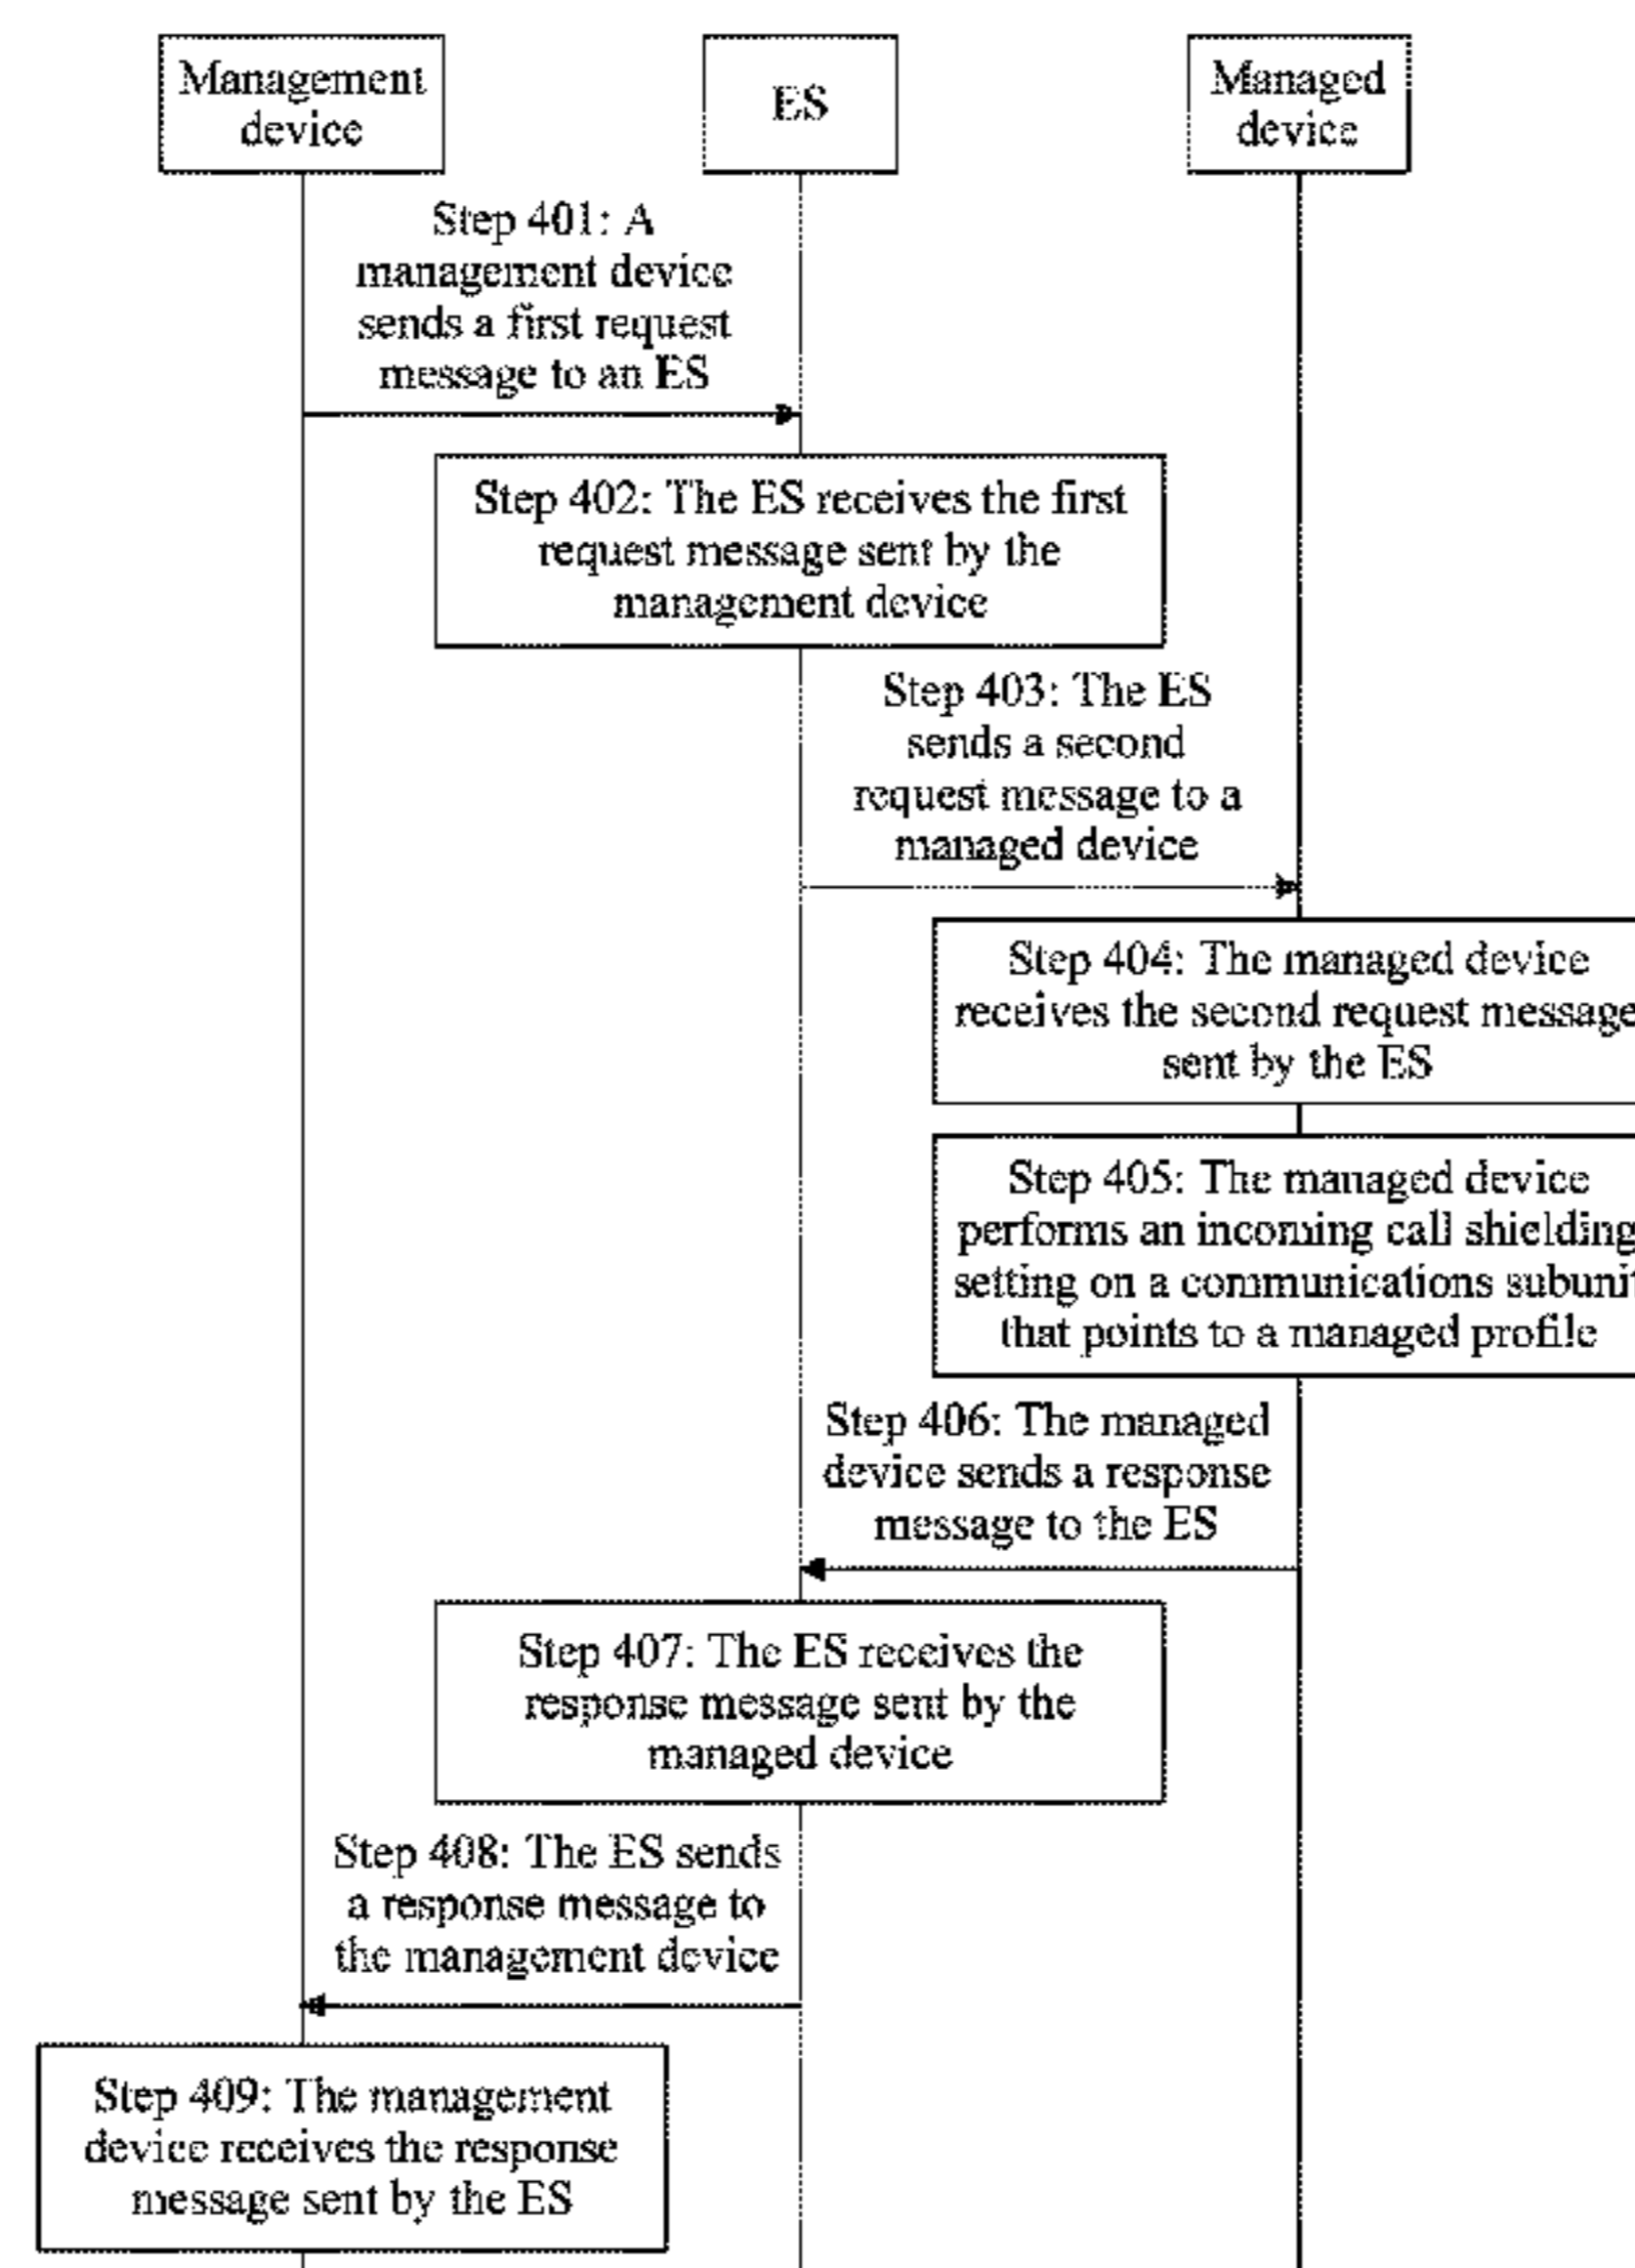 Management
device
ES
Managed
device
Step 401: A
management device
sends a first request
message to an ES
Step 402: The ES receives the first
request message sent by the
management device
Step 403: The ES
sends a second
request message to a
managed device
Step 404: The managed device
receives the second request message
sent by the ES
Step 405: The managed device
performs an incoming call shielding
setting on a communications subunit
that points to a managed profile
Step 406: The managed
device sends a response
message to the ES
Step 407: The ES receives the
response message sent by the
managed device
Step 408: The ES sends
a response message to
the management device
Step 409: The management
device receives the response
message sent by the ES